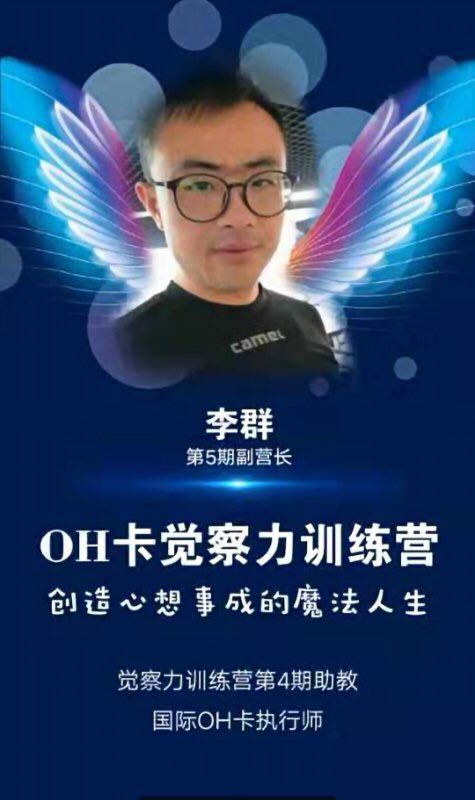 camel
李群
第5期副营长
OH卡觉察力训练营
创造心想事成的魔法人生
觉察力训练营第4期助教
国际OH卡执行师